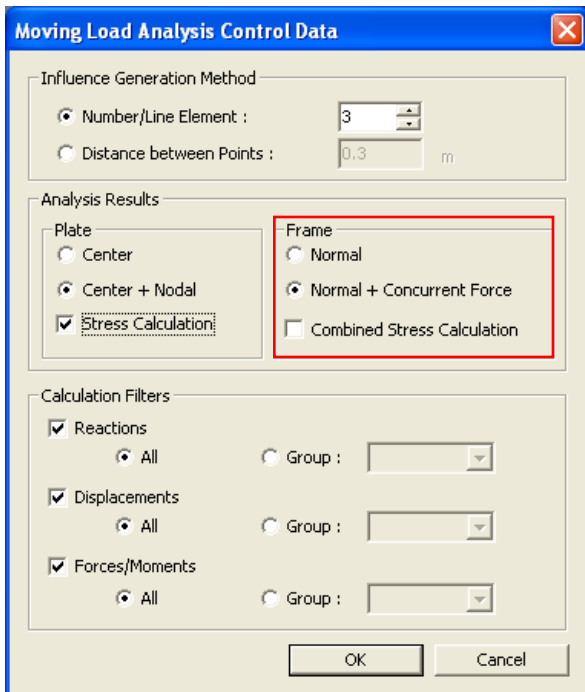 Moving Load Analysis Control Data
Influence Generation Method
Number/Line Element : 3
Distance between Points : 0.3 m
Analysis Results
Plate
Center
Center + Nodal
Stress Calculation
Frame
Normal
Normal + Concurrent Force
Combined Stress Calculation
Calculation Filters
Reactions
All Group :
Displacements
All Group :
Forces/Moments
All Group :
OK Cancel